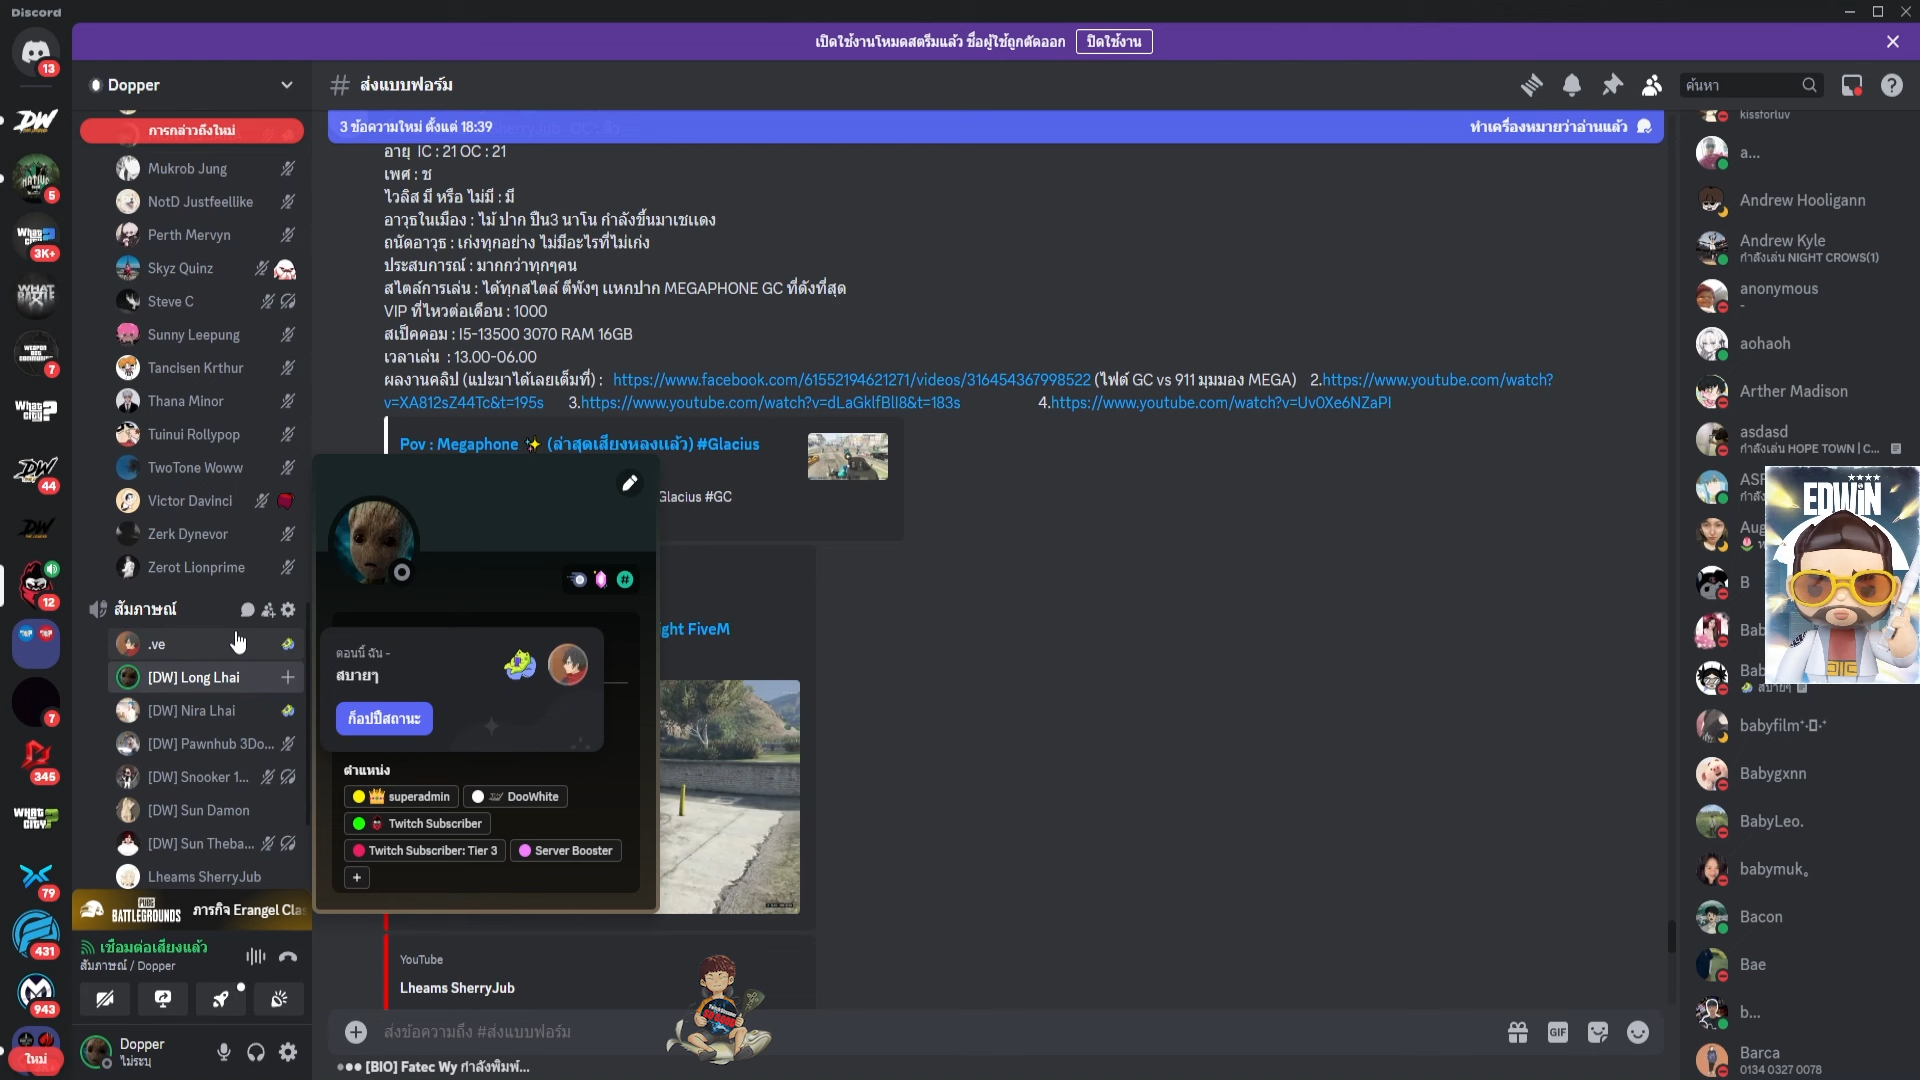 Discord
เปิดใช้งานโหมดสตรีมแล้ว ชื่อผู้ใช้ถูกตัดออก
ปิดใช้งาน
Dopper
การกล่าวถึงใหม่
Mukrob Jung
NotD Justfeellike
Perth Mervyn
Skyz Quinz
Steve C
Sunny Leepung
Tancisen Krthur
Thana Minor
Tuinui Rollypop
TwoTone Woww
Victor Davinci
Zerk Dynevor
Zerot Lionprime
สัมภาษณ์
.ve
[DW] Long Lhai
[DW] Nira Lhai
[DW] Pawnhub 3Do...
[DW] Snooker 1...
[DW] Sun Damon
[DW] Sun Theba...
Lheams SherryJub
PUBG
BATTLEGROUNDS
ภารกิจ Erangel Clas
เชื่อมต่อเสียงแล้ว
สัมภาษณ์ / Dopper
Dopper
ไม่ระบุ
13
5
3K+
7
44
12
7
345
79
431
943
ใหม่
ส่งแบบฟอร์ม
ค้นหา
3 ข้อความใหม่ ตั้งแต่ 18:39
ทำเครื่องหมายว่าอ่านแล้ว
อายุ IC : 21 OC : 21
เพศ : ช
ไวลิส มี หรือ ไม่มี : มี
อาวุธในเมือง : ไม้ ปาก ปืน3 นาโน กำลังขึ้นมาเซแดง
ถนัดอาวุธ : เก่งทุกอย่าง ไม่มีอะไรที่ไม่เก่ง
ประสบการณ์ : มากกว่าทุกๆคน
สไตล์การเล่น : ได้ทุกสไตล์ ตีพังๆ แหกปาก MEGAPHONE GC ที่ดังที่สุด
VIP ที่ไหวต่อเดือน : 1000
สเป็คคอม : I5-13500 3070 RAM 16GB
เวลาเล่น : 13.00-06.00
ผลงานคลิป (แปะมาได้เลยเต็มที่) : https://www.facebook.com/61552194621271/videos/316454367998522 (ไฟต์ GC vs 911 มุมมอง MEGA) 2.https://www.youtube.com/watch?
v=XA812sZ44Tc&t=195s 3.https://www.youtube.com/watch?v=dLaGklfBlI8&t=183s 4.https://www.youtube.com/watch?v=Uv0Xe6NZaPI
Pov : Megaphone ✨ (ล่าสุดเสียงหลงแล้ว) #Glacius
Glacius #GC
ight FiveM
ตอนนี้ ฉัน -
สบายๆ
ก็อปปี้สถานะ
ตำแหน่ง
superadmin
DooWhite
Twitch Subscriber
Twitch Subscriber: Tier 3
Server Booster
YouTube
Lheams SherryJub
ส่งข้อความถึง #ส่งแบบฟอร์ม
GIF
[BIO] Fatec Wy กำลังพิมพ์...
kissforluv
a...
Andrew Hooligann
Andrew Kyle
กำลังเล่น NIGHT CROWS(1)
anonymous
-
aohaoh
Arther Madison
asdasd
กำลังเล่น HOPE TOWN | C...
EDWIN
Aug
B
Bab
Bab
สบายๆ
babyfilm
Babygxnn
BabyLeo.
babymuk。
Bacon
Bae
b...
Barca
0134 0327 0078